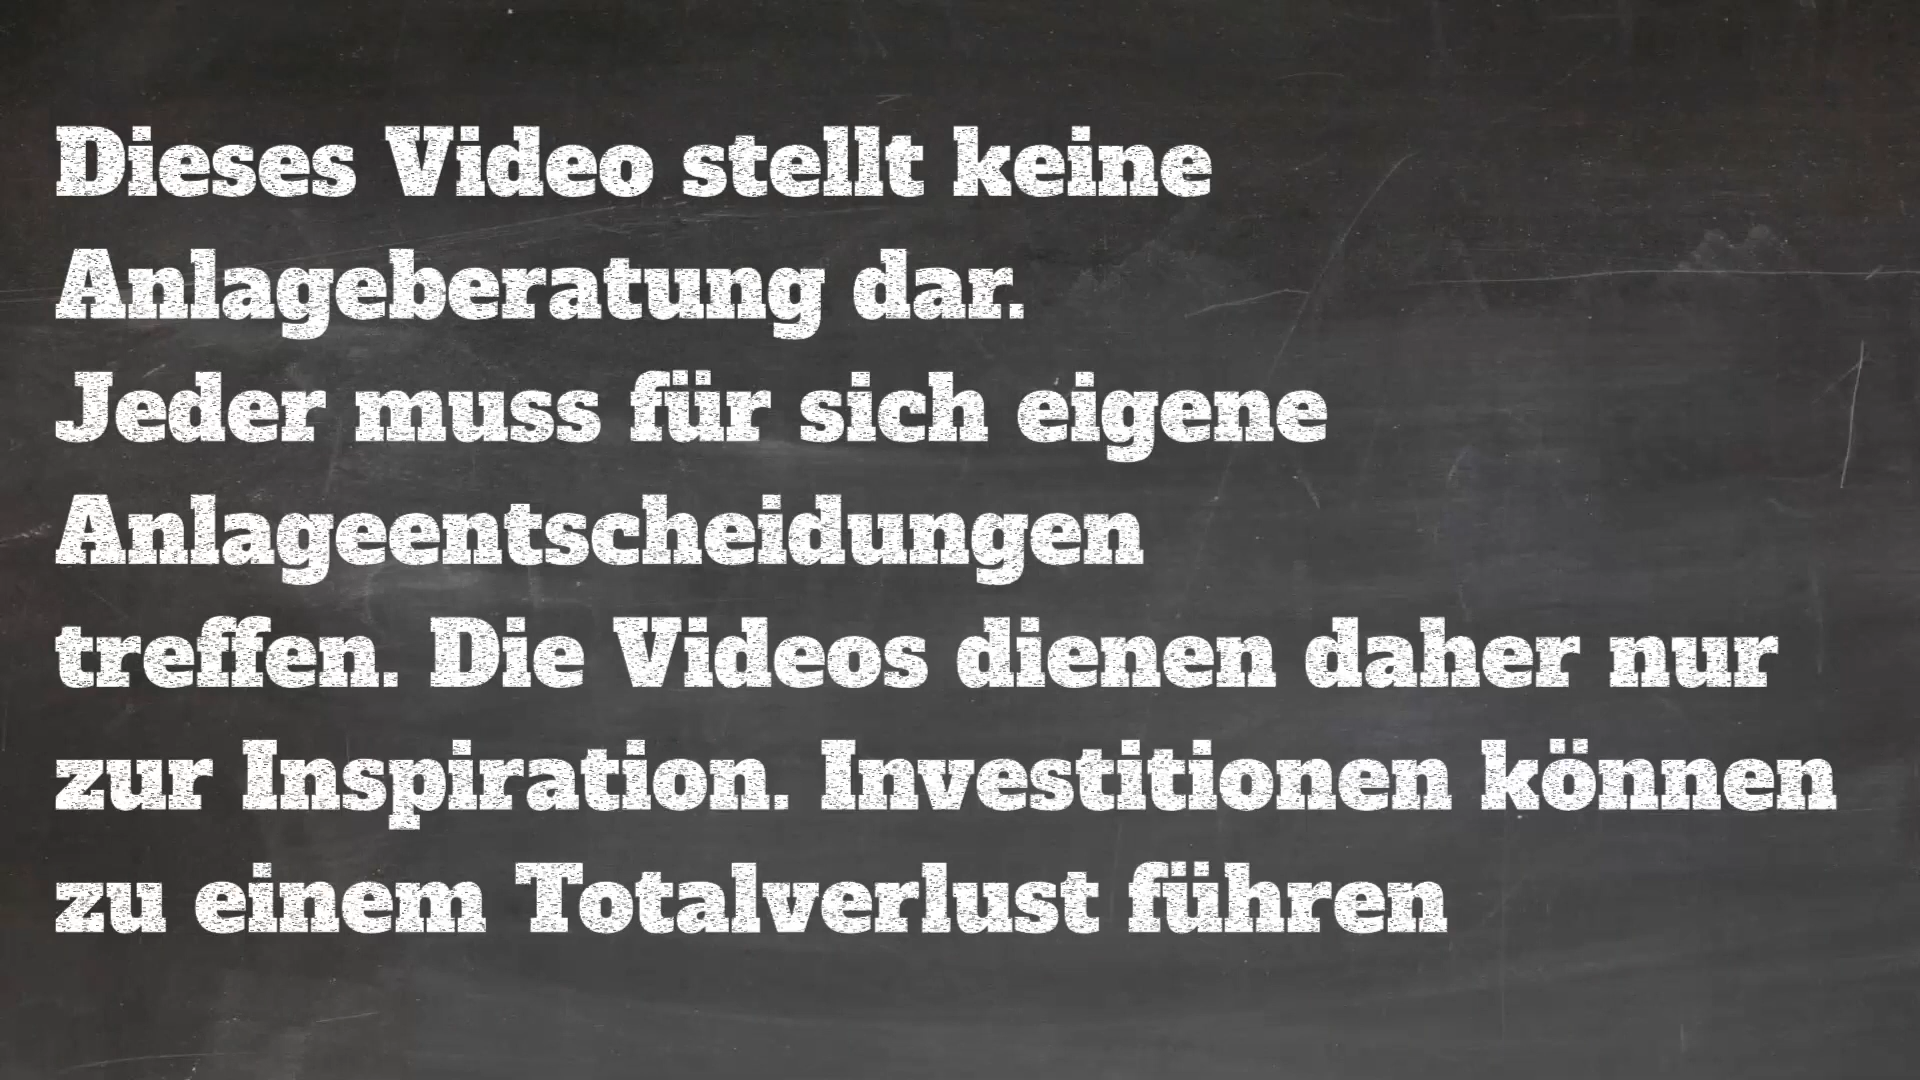 Dieses Video stellt keine
Anlageberatung dar.
Jeder muss für sich eigene
Anlageentscheidungen
treffen. Die Videos dienen daher nur
zur Inspiration. Investitionen können
zu einem Totalverlust führen